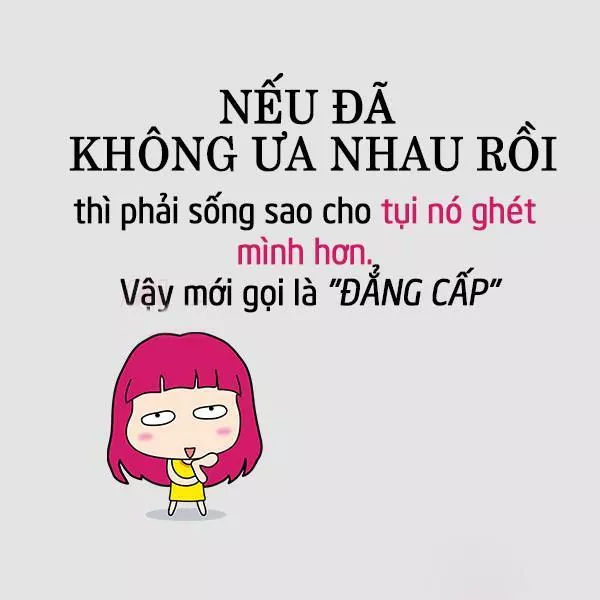 NẾU ĐÃ
KHÔNG ƯA NHAU RỒI
thì phải sống sao cho tụi nó ghét
mình hơn.
Vậy mới gọi là "ĐẲNG CẤP"